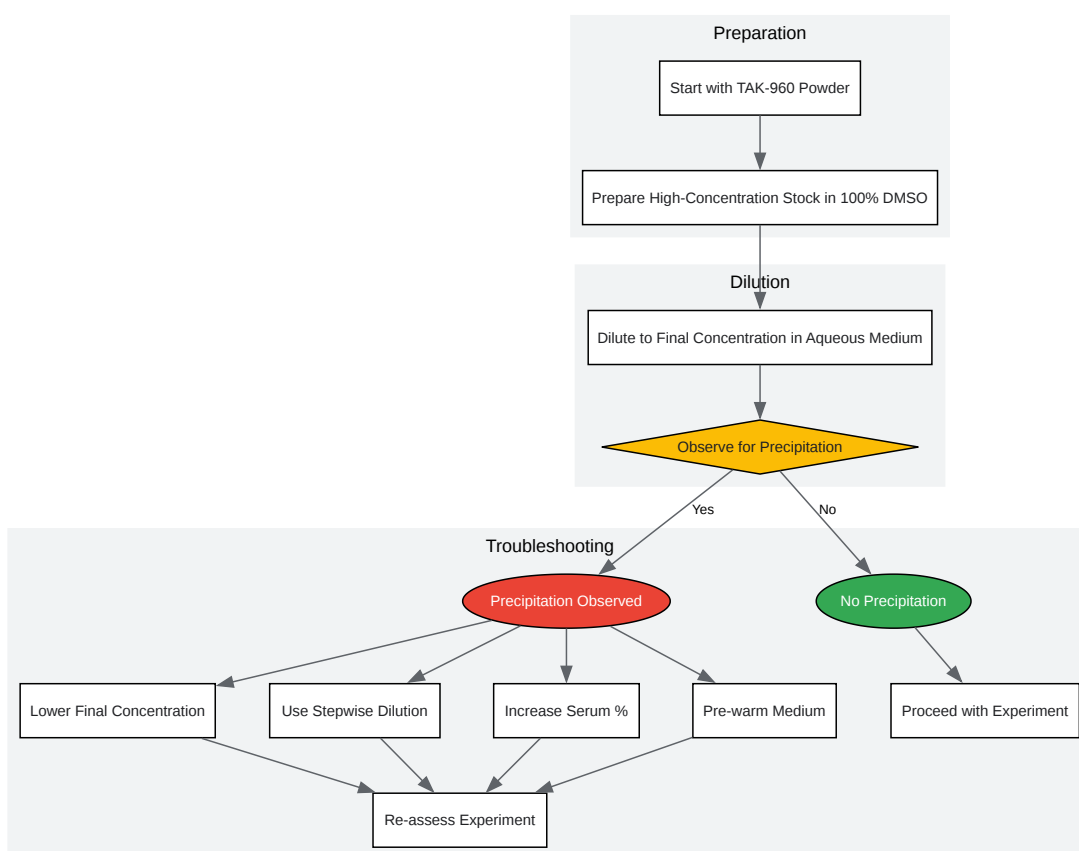 Preparation
Start with TAK-960 Powder
Prepare High-Concentration Stock in 100% DMSO
Dilution
Dilute to Final Concentration in Aqueous Medium
Observe for Precipitation
Yes
No
Troubleshooting
Precipitation Observed
No Precipitation
Lower Final Concentration
Use Stepwise Dilution
Increase Serum %
Pre-warm Medium
Proceed with Experiment
Re-assess Experiment